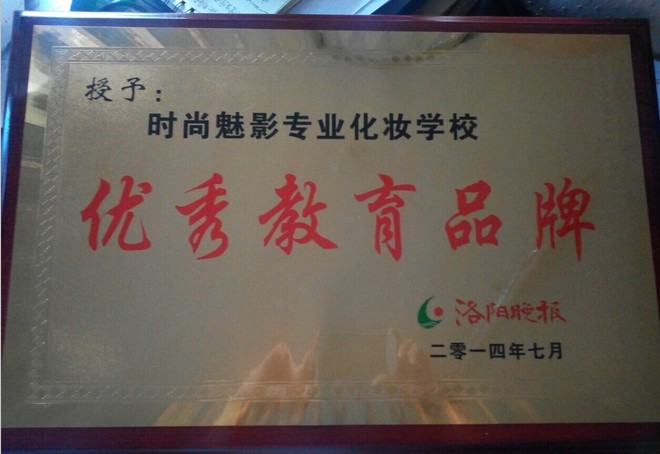 授予:
时尚魅影专业化妆学校
优秀教育品牌
洛阳晚报
二零一四年七月